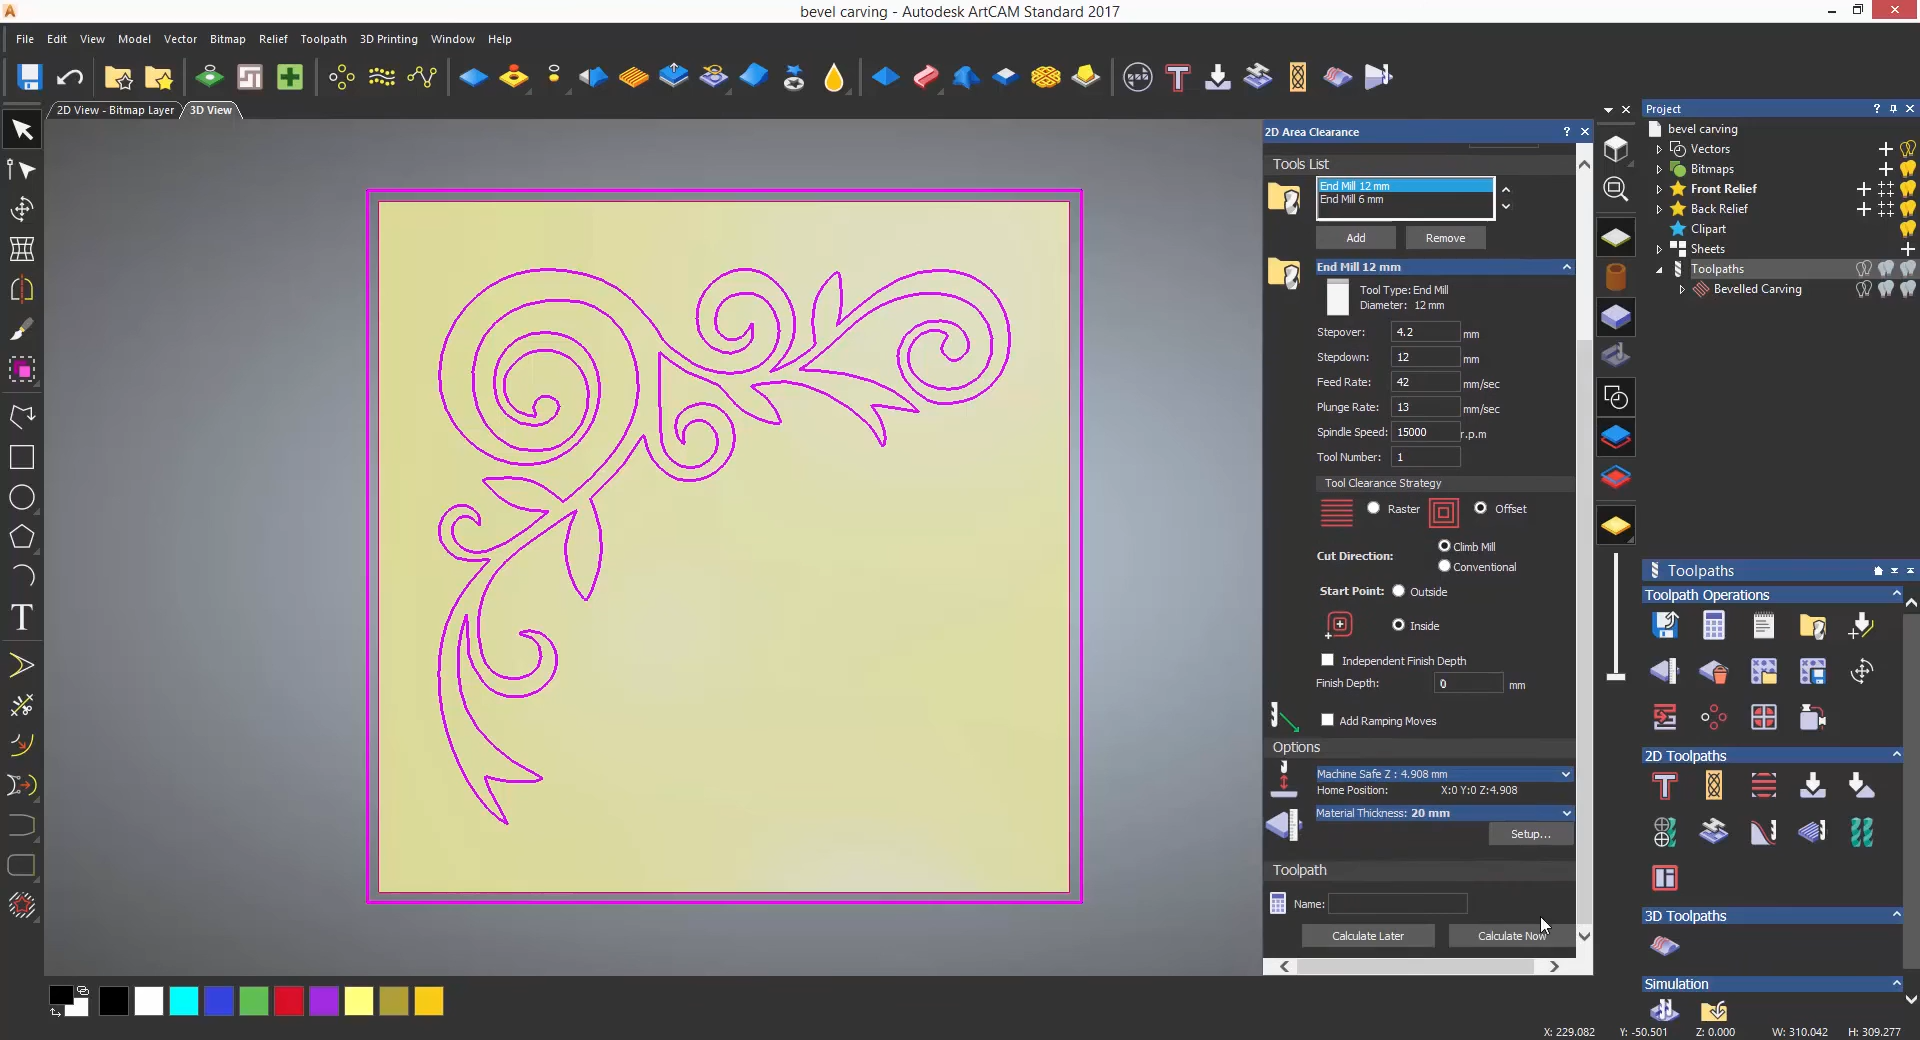 bevel carving - Autodesk ArtCAM Standard 2017
File Edit View Model Vector Bitmap Relief Toolpath 3D Printing Window Help
2D View - Bitmap Layer 3D View
2D Area Clearance
Tools List
End Mill 12 mm
End Mill 6 mm
Add Remove
End Mill 12 mm
Tool Type: End Mill
Diameter: 12 mm
Stepover: 4.2 mm
Stepdown: 12 mm
Feed Rate: 42 mm/sec
Plunge Rate: 13 mm/sec
Spindle Speed: 15000 r.p.m
Tool Number: 1
Tool Clearance Strategy
Raster Offset
Cut Direction: Climb Mill
Conventional
Start Point: Outside
Inside
Independent Finish Depth
Finish Depth: 0 mm
Add Ramping Moves
Options
Machine Safe Z : 4.908 mm
Home Position: X:0 Y:0 Z:4.908
Material Thickness: 20 mm
Setup...
Toolpath
Name:
Calculate Later Calculate Now
Project
bevel carving
Vectors
Bitmaps
Front Relief
Back Relief
Clipart
Sheets
Toolpaths
Bevelled Carving
Toolpaths
Toolpath Operations
2D Toolpaths
3D Toolpaths
Simulation
X: 229.082 Y: -50.501 Z: 0.000 W: 310.042 H: 309.277